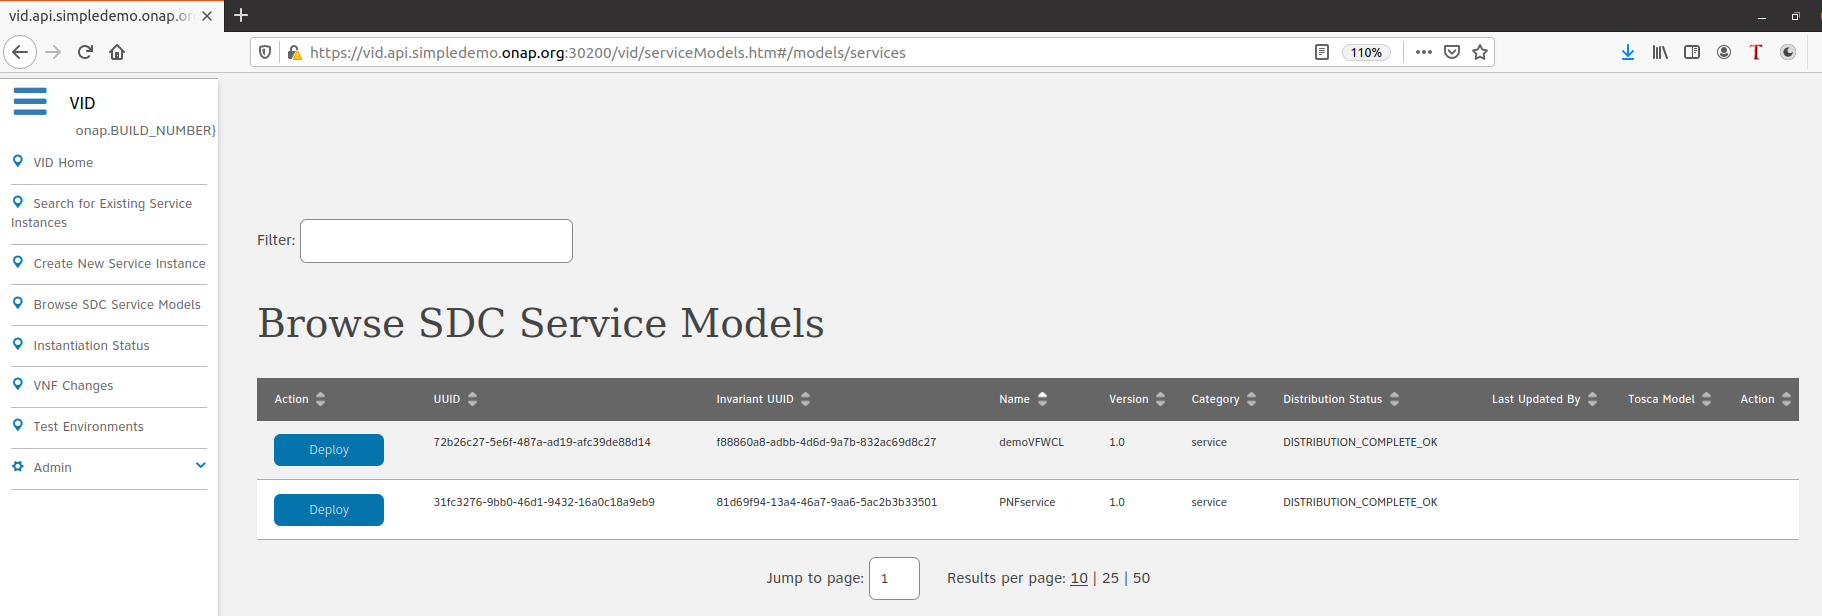 vid.api.simpledemo.onap.or
https://vid.api.simpledemo.onap.org:30200/vid/serviceModels.htm#/models/services
110%
T
VID
onap.BUILD_NUMBER}
VID Home
Search for Existing Service
Instances
Create New Service Instance
Browse SDC Service Models
Instantiation Status
VNF Changes
Test Environments
Admin
Filter:
Browse SDC Service Models
Action UUID Invariant UUID Name Version Category Distribution Status Last Updated By Tosca Model Action
Deploy 72b26c27-5e6f-487a-ad19-afc39de88d14 f88860a8-adbb-4d6d-9a7b-832ac69d8c27 demoVFWCL 1.0 service DISTRIBUTION_COMPLETE_OK
Deploy 31fc3276-9bb0-46d1-9432-16a0c18a9eb9 81d69f94-13a4-46a7-9aa6-5ac2b3b33501 PNFservice 1.0 service DISTRIBUTION_COMPLETE_OK
Jump to page: 1 Results per page: 10 | 25 | 50